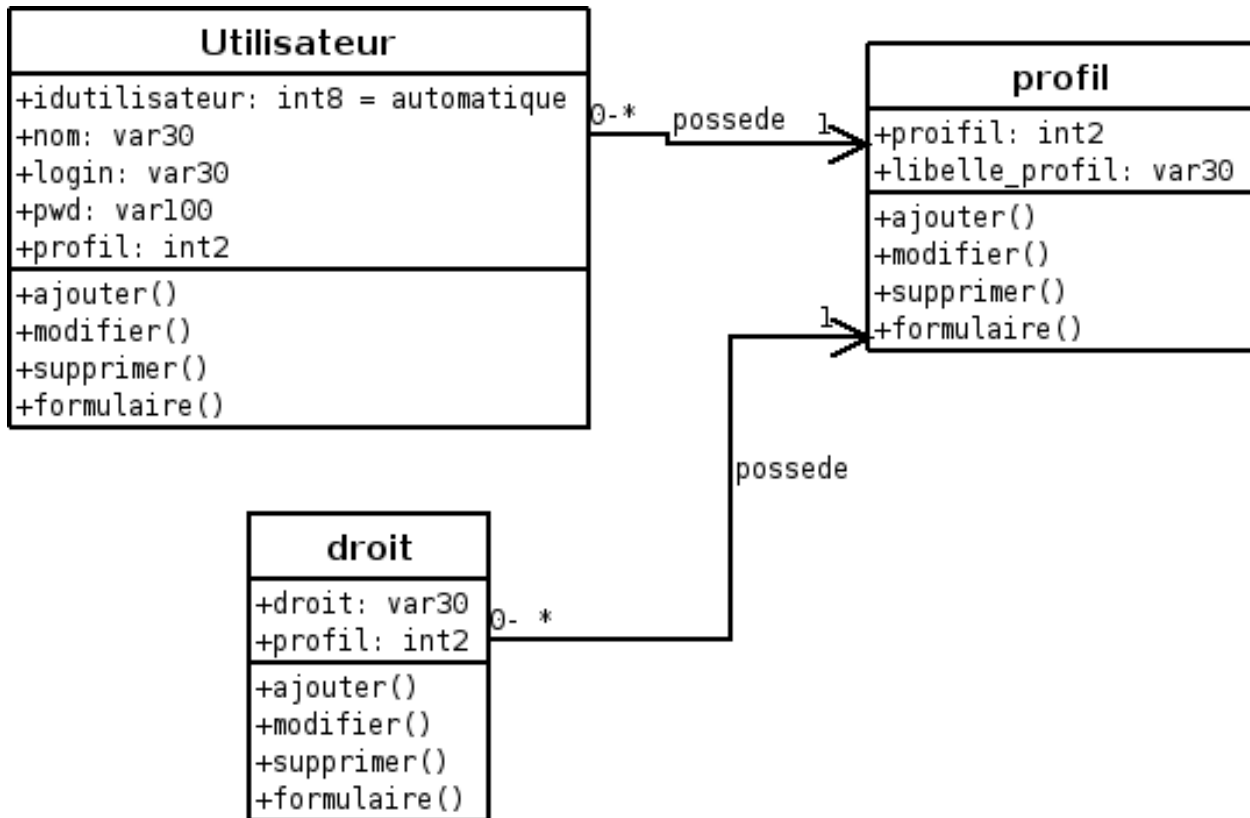 Utilisateur
+idutilisateur: int8 = automatique
+nom: var30
+login: var30
+pwd: var100
+profil: int2
+ajouter()
+modifier()
+supprimer()
+formulaire()
0-*
possede
1
profil
+proifil: int2
+libelle_profil: var30
+ajouter()
+modifier()
+supprimer()
+formulaire()
1
possede
0- *
droit
+droit: var30
+profil: int2
+ajouter()
+modifier()
+supprimer()
+formulaire()